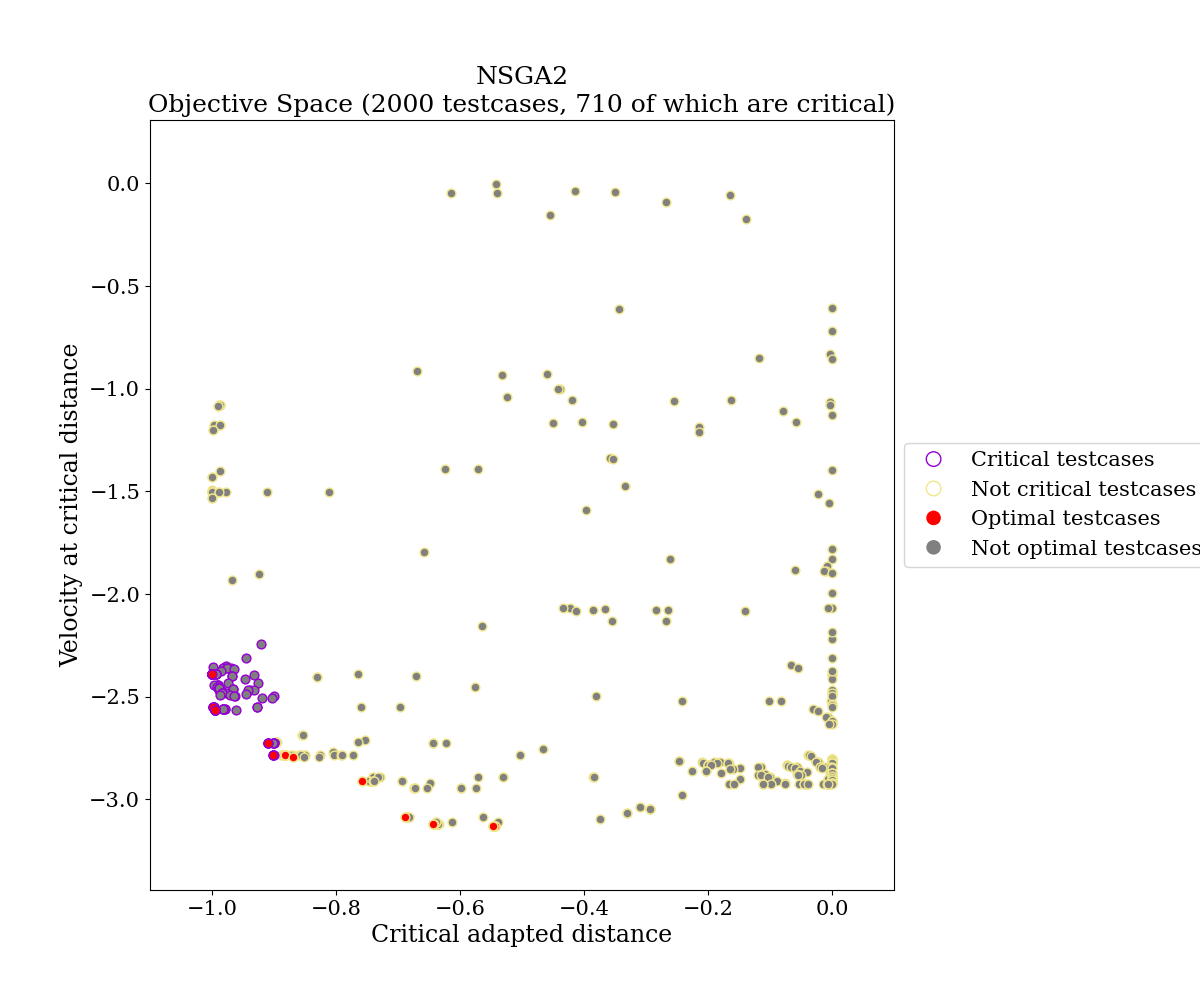 NSGA2
Objective Space (2000 testcases, 710 of which are critical)
0.0
−0.5
−1.0
−1.5
−2.0
−2.5
−3.0
Velocity at critical distance
−1.0
−0.8
−0.6
−0.4
−0.2
0.0
Critical adapted distance
Critical testcases
Not critical testcases
Optimal testcases
Not optimal testcases